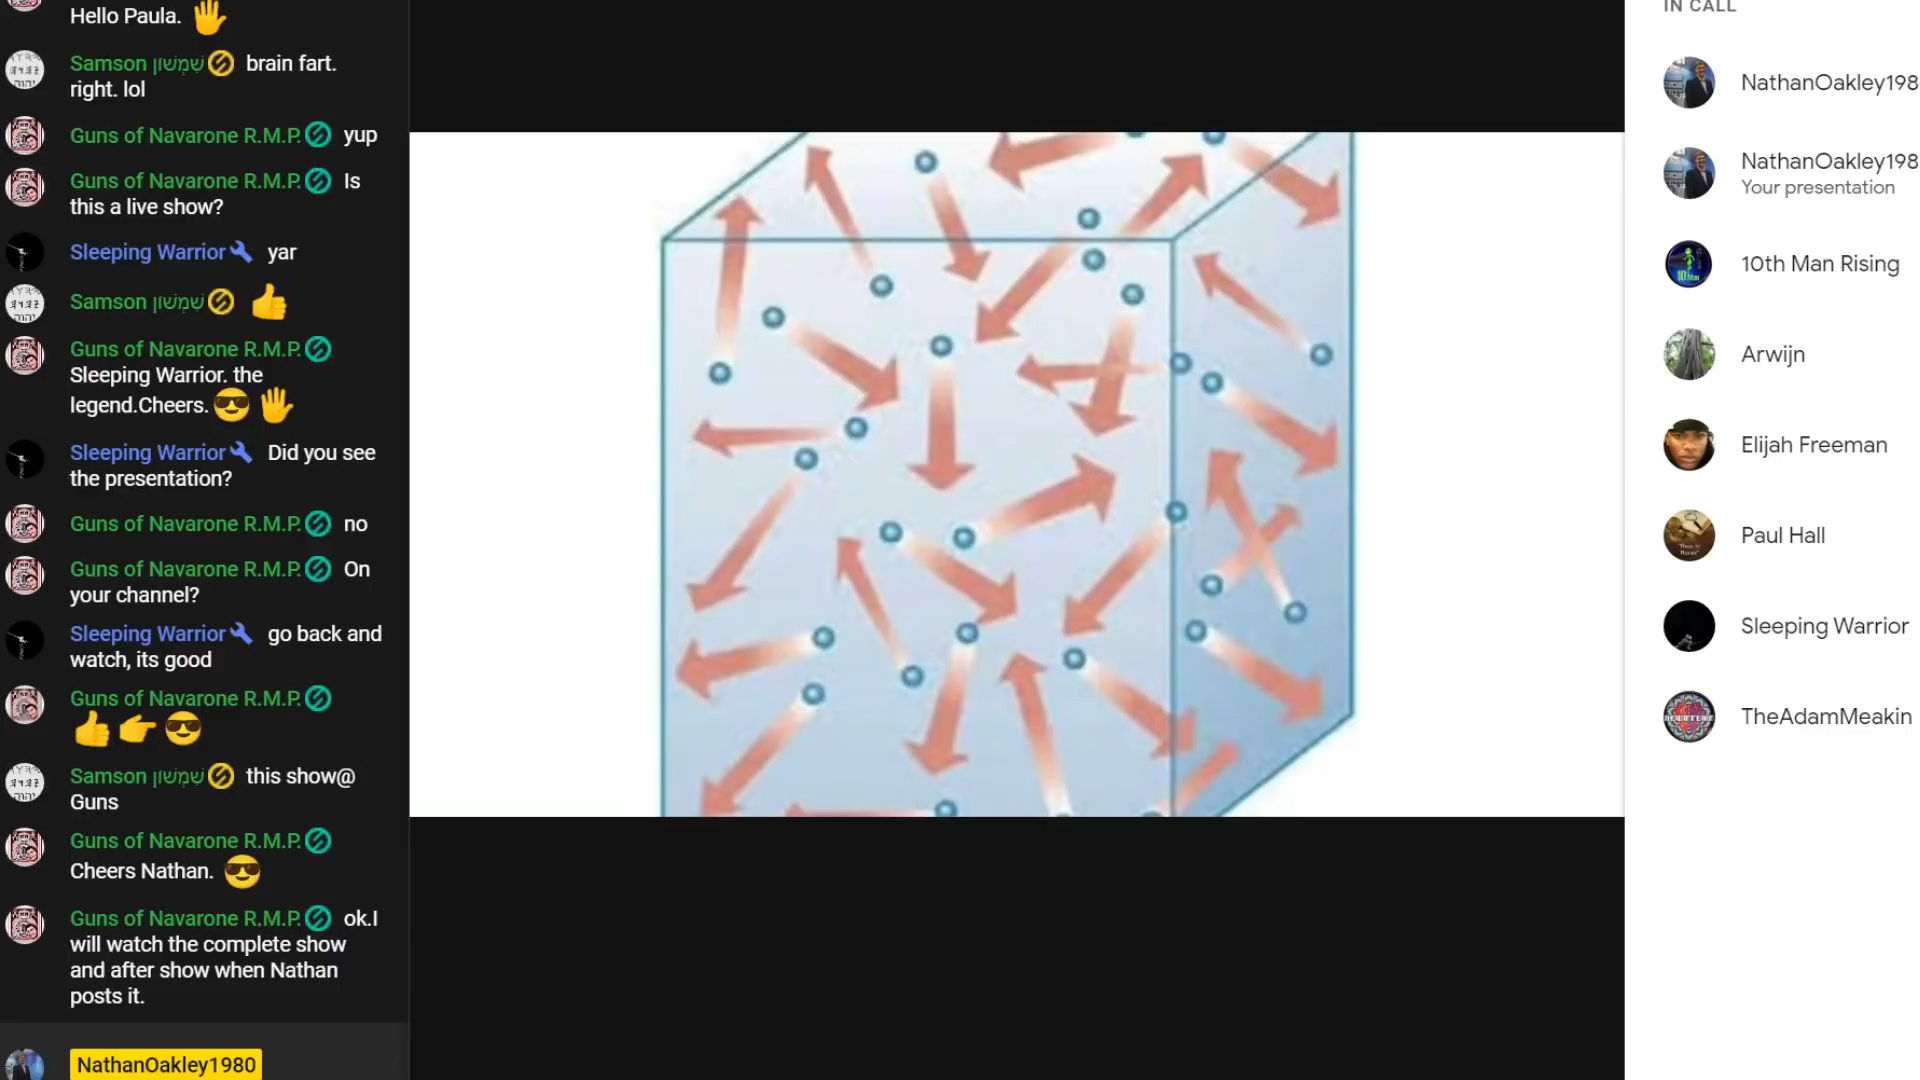 Hello Paula.
Samson שִׁמְשׁוֹן brain fart.
right. lol
Guns of Navarone R.M.P. yup
Guns of Navarone R.M.P. Is
this a live show?
Sleeping Warrior yar
Samson שִׁמְשׁוֹן
Guns of Navarone R.M.P.
Sleeping Warrior. the
legend.Cheers.
Sleeping Warrior Did you see
the presentation?
Guns of Navarone R.M.P. no
Guns of Navarone R.M.P. On
your channel?
Sleeping Warrior go back and
watch, its good
Guns of Navarone R.M.P.
Samson שִׁמְשׁוֹן this show@
Guns
Guns of Navarone R.M.P.
Cheers Nathan.
Guns of Navarone R.M.P. ok.I
will watch the complete show
and after show when Nathan
posts it.
NathanOakley1980
IN CALL
NathanOakley198
NathanOakley198
Your presentation
10th Man Rising
Arwijn
Elijah Freeman
Paul Hall
Sleeping Warrior
TheAdamMeakin